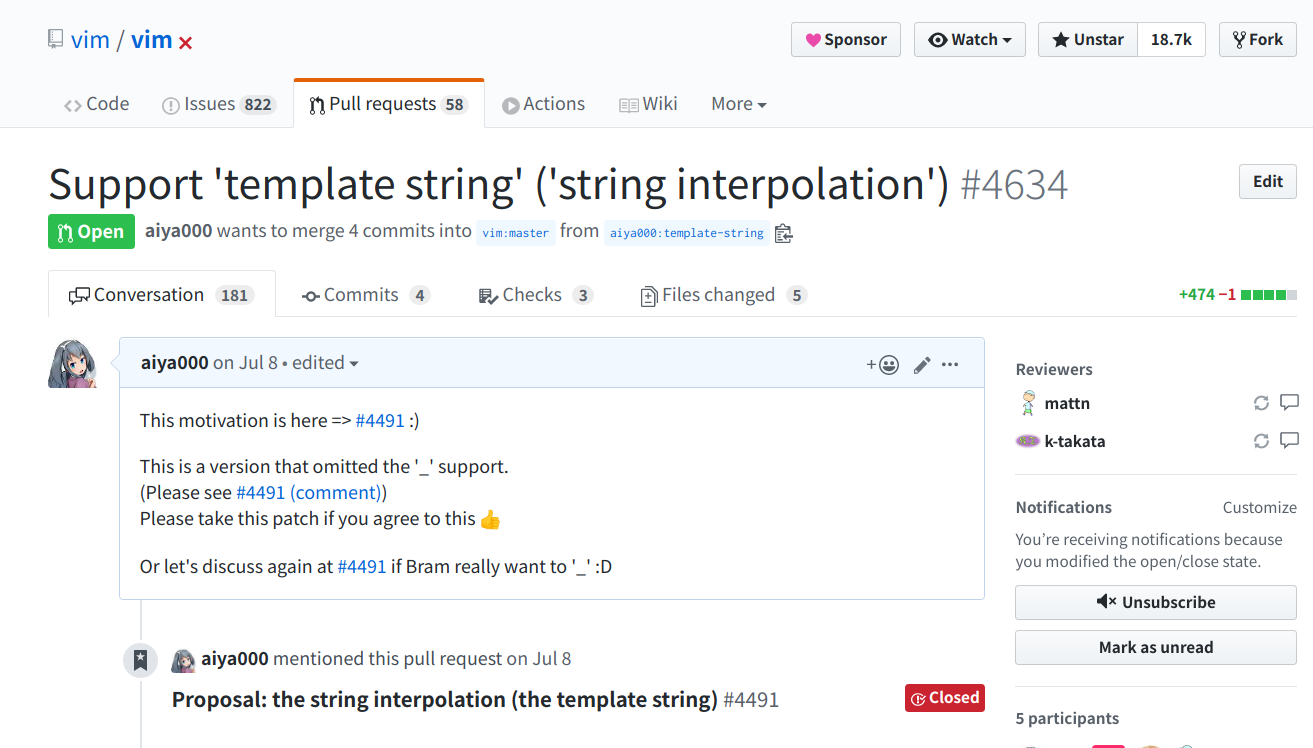 vim / vim
Sponsor Watch Unstar 18.7k Fork
Code Issues 822 Pull requests 58 Actions Wiki More
Support 'template string' ('string interpolation') #4634 Edit
Open aiya000 wants to merge 4 commits into vim:master from aiya000:template-string
Conversation 181 Commits 4 Checks 3 Files changed 5 +474 −1
aiya000 on Jul 8 • edited
This motivation is here => #4491 :)
This is a version that omitted the '_' support.
(Please see #4491 (comment))
Please take this patch if you agree to this 👍
Or let's discuss again at #4491 if Bram really want to '_' :D
aiya000 mentioned this pull request on Jul 8
Proposal: the string interpolation (the template string) #4491 Closed
Reviewers
mattn
k-takata
Notifications Customize
You’re receiving notifications because
you modified the open/close state.
Unsubscribe
Mark as unread
5 participants